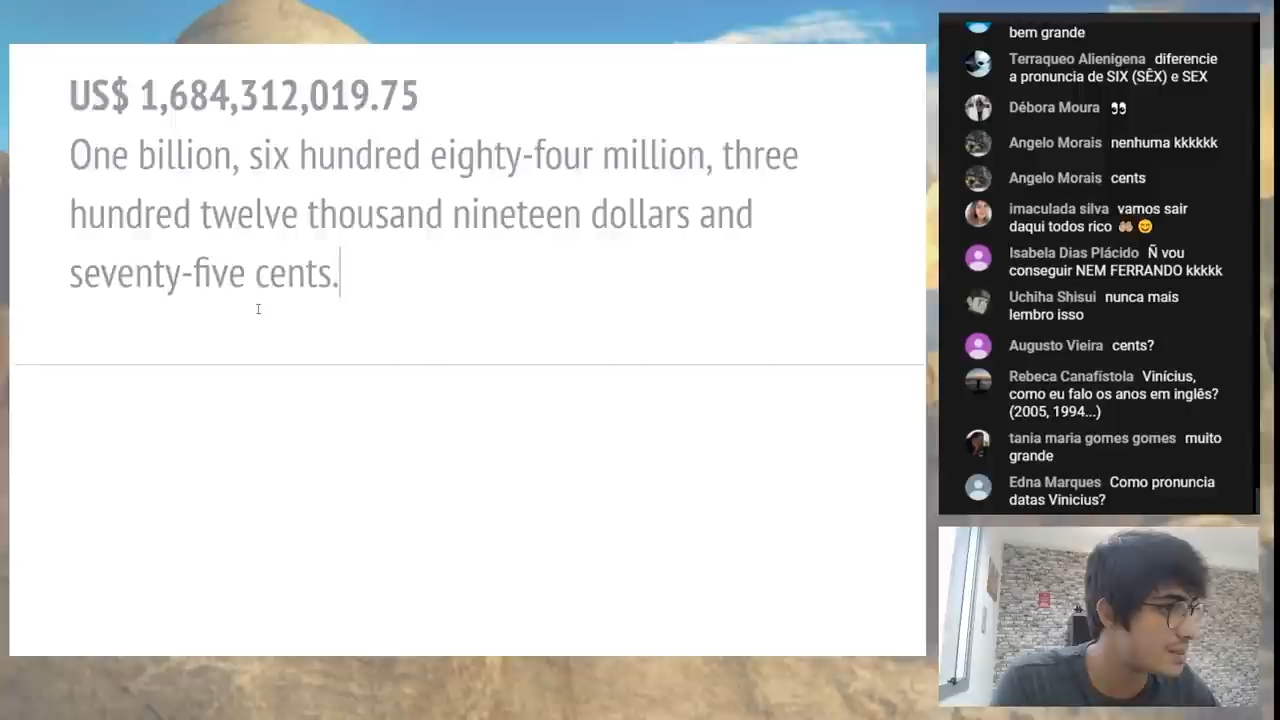 US$ 1,684,312,019.75
One billion, six hundred eighty-four million, three
hundred twelve thousand nineteen dollars and
seventy-five cents.
bem grande
Terraqueo Alienigena diferencie
a pronuncia de SIX (SÊX) e SEX
Débora Moura 👀
Angelo Morais nenhuma kkkkkk
Angelo Morais cents
imaculada silva vamos sair
daqui todos rico 🤲🏼 😊
Isabela Dias Plácido Ñ vou
conseguir NEM FERRANDO kkkkk
Uchiha Shisui nunca mais
lembro isso
Augusto Vieira cents?
Rebeca Canafístola Vinícius,
como eu falo os anos em inglês?
(2005, 1994...)
tania maria gomes gomes muito
grande
Edna Marques Como pronuncia
datas Vinicius?